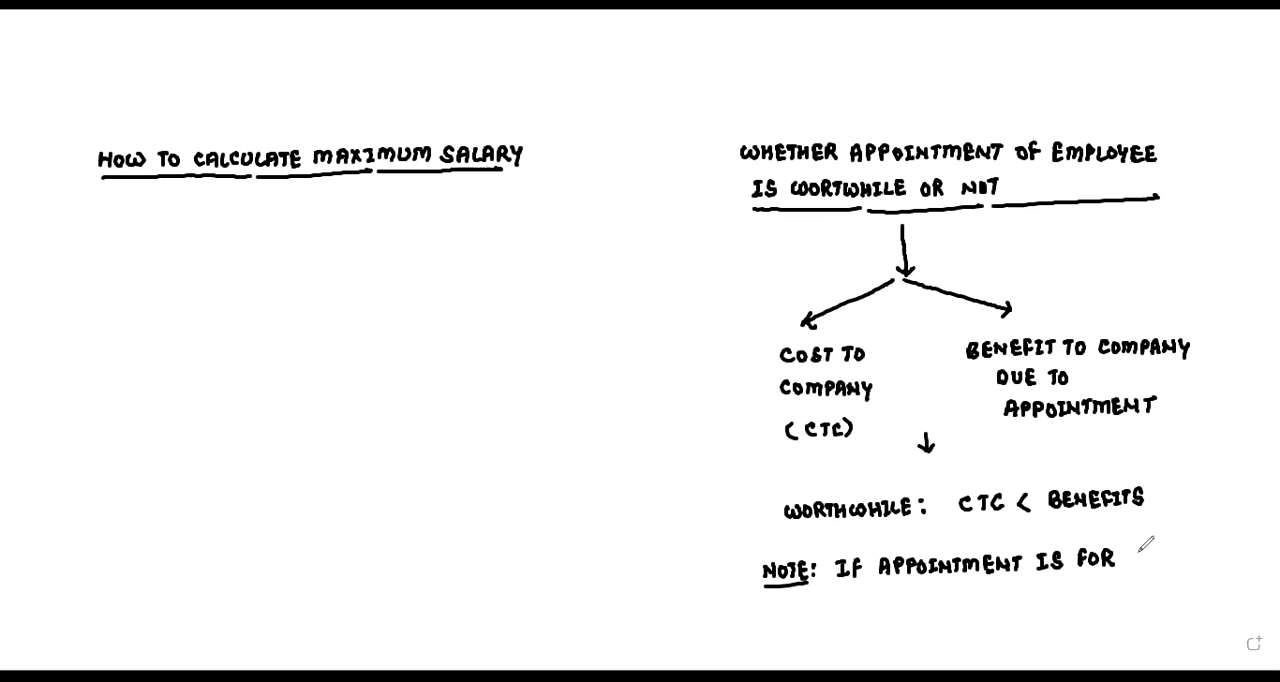 HOW TO CALCULATE MAXIMUM SALARY
WHETHER APPOINTMENT OF EMPLOYEE
IS WORTWHILE OR NOT
COST TO
COMPANY
(CTC)
BENEFIT TO COMPANY
DUE TO
APPOINTMENT
WORTHWHILE: CTC < BENEFITS
NOTE: IF APPOINTMENT IS FOR